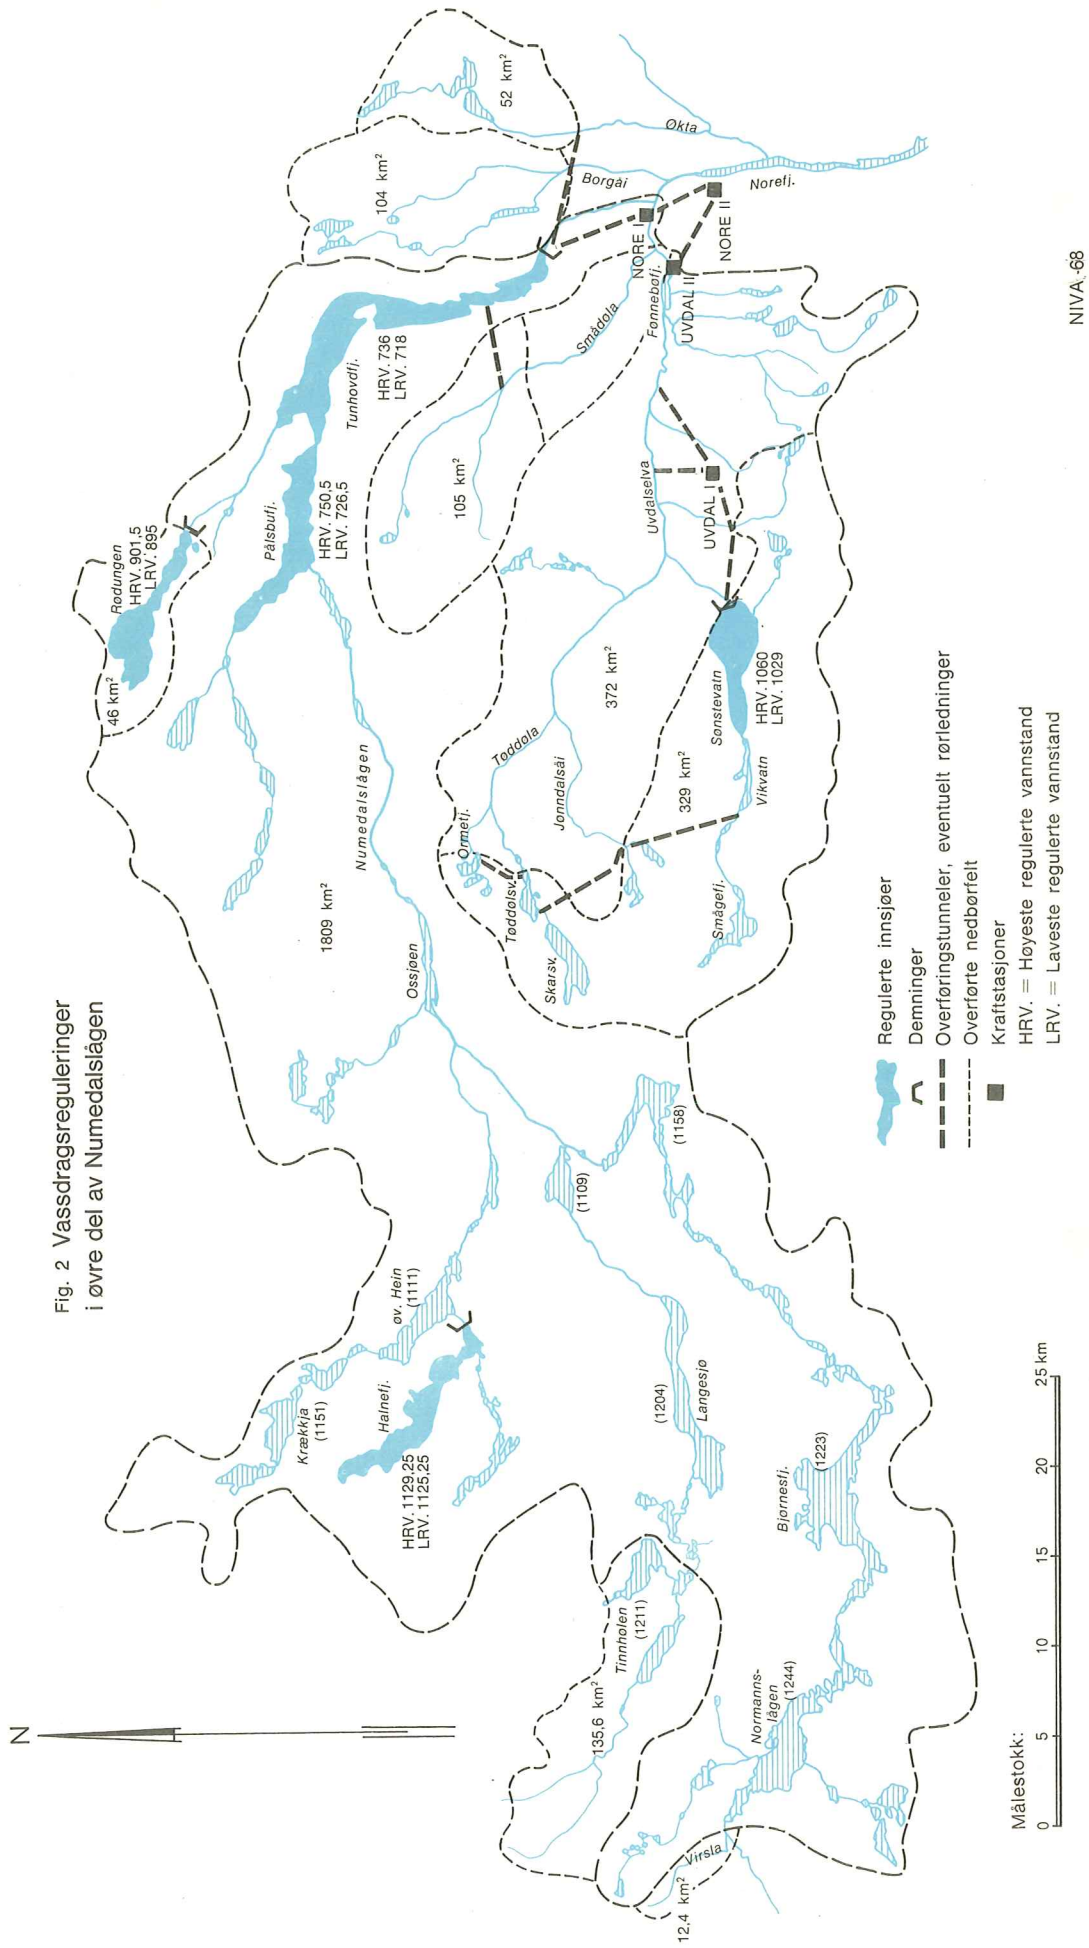 Fig. 2 Vassdragsreguleringer
i øvre del av Numedalslågen
N
Rødungen
HRV. 901,5
LRV. 895
46 km²
Pålsbufj.
HRV. 750,5
LRV. 726,5
Tunhovdfj.
HRV. 736
LRV. 718
104 km²
52 km²
Økta
Borgåi
Norefj.
NORE I
NORE II
Fønnebøfj.
UVDAL II
Smådøla
105 km²
Uvdalselva
UVDAL I
372 km²
Sønstevatn
HRV. 1060
LRV. 1029
Vikvatn
329 km²
Tøddøla
Jønndalsåi
Ormetj.
Tøddølsv.
Skarsv.
Smågefj.
Numedalslågen
1809 km²
Ossjøen
(1158)
(1109)
øv. Hein
(1111)
Halnefj.
HRV. 1129,25
LRV. 1125,25
Krækkja
(1151)
(1204)
Langesjø
Bjørnesfj.
(1223)
Tinnhølen
(1211)
135,6 km²
Normanns-
lågen
(1244)
Virsla
12,4 km²
Regulerte innsjøer
Demninger
Overføringstunneler, eventuelt rørledninger
Overførte nedbørfelt
Kraftstasjoner
HRV. = Høyeste regulerte vannstand
LRV. = Laveste regulerte vannstand
Målestokk:
0 5 10 15 20 25 km
NIVA-68